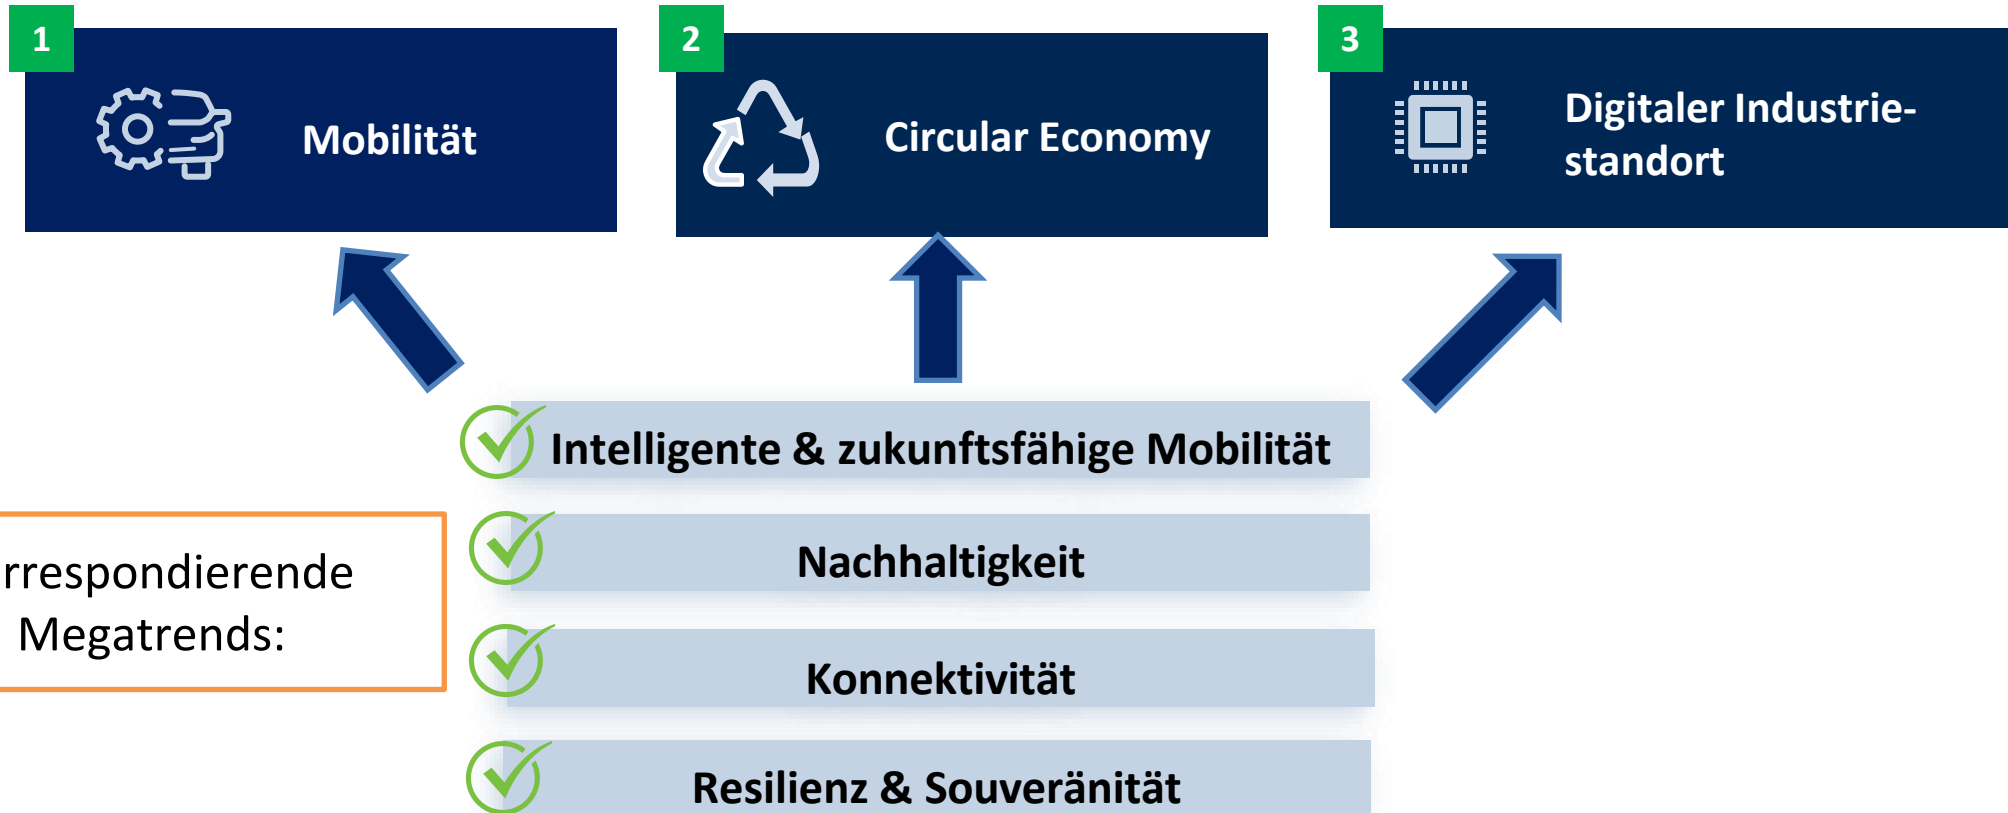 1
Mobilität
2
Circular Economy
3
Digitaler Industrie-
standort
Intelligente & zukunftsfähige Mobilität
rrespondierende
Megatrends:
Nachhaltigkeit
Konnektivität
Resilienz & Souveränität